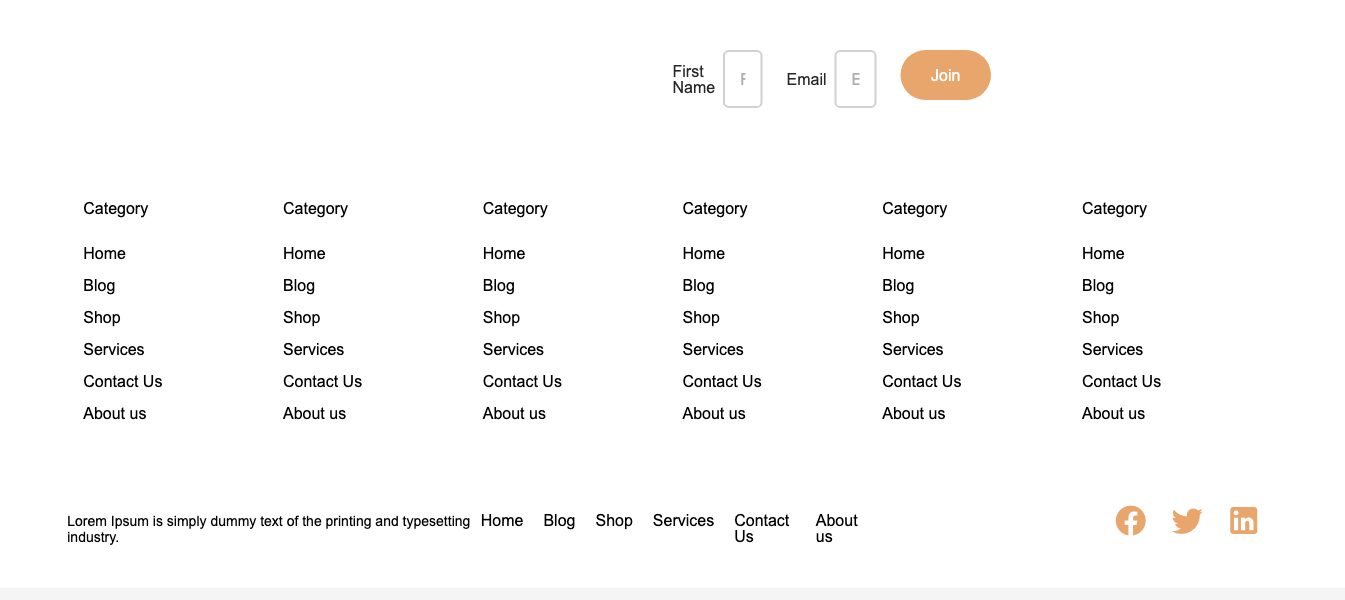 First Name
F
Email
E
Join
Category Category Category Category Category Category
Home Home Home Home Home Home
Blog Blog Blog Blog Blog Blog
Shop Shop Shop Shop Shop Shop
Services Services Services Services Services Services
Contact Us Contact Us Contact Us Contact Us Contact Us Contact Us
About us About us About us About us About us About us
Lorem Ipsum is simply dummy text of the printing and typesetting
industry.
Home Blog Shop Services Contact Us About us